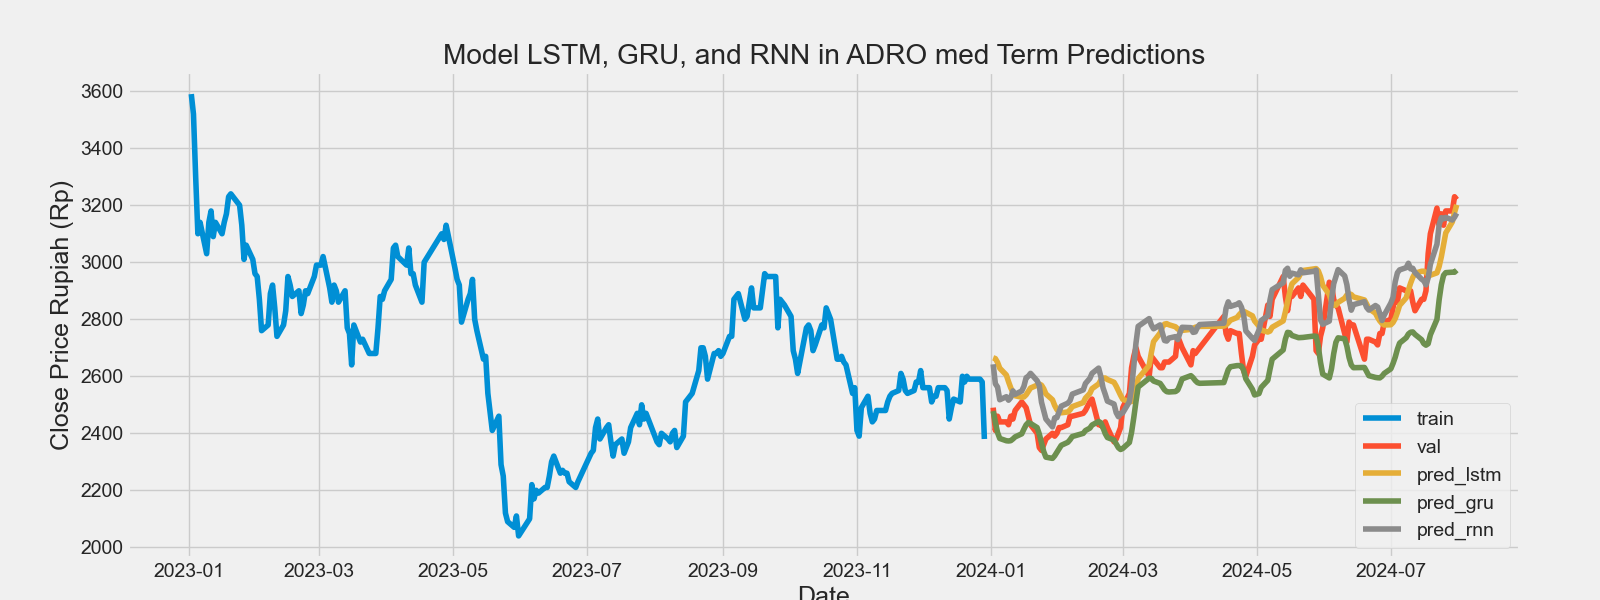 Model LSTM, GRU, and RNN in ADRO med Term Predictions
Close Price Rupiah (Rp)
3600
3400
3200
3000
2800
2600
2400
2200
2000
train
val
pred_lstm
pred_gru
pred_rnn
2023-01 2023-03 2023-05 2023-07 2023-09 2023-11 2024-01 2024-03 2024-05 2024-07
Date